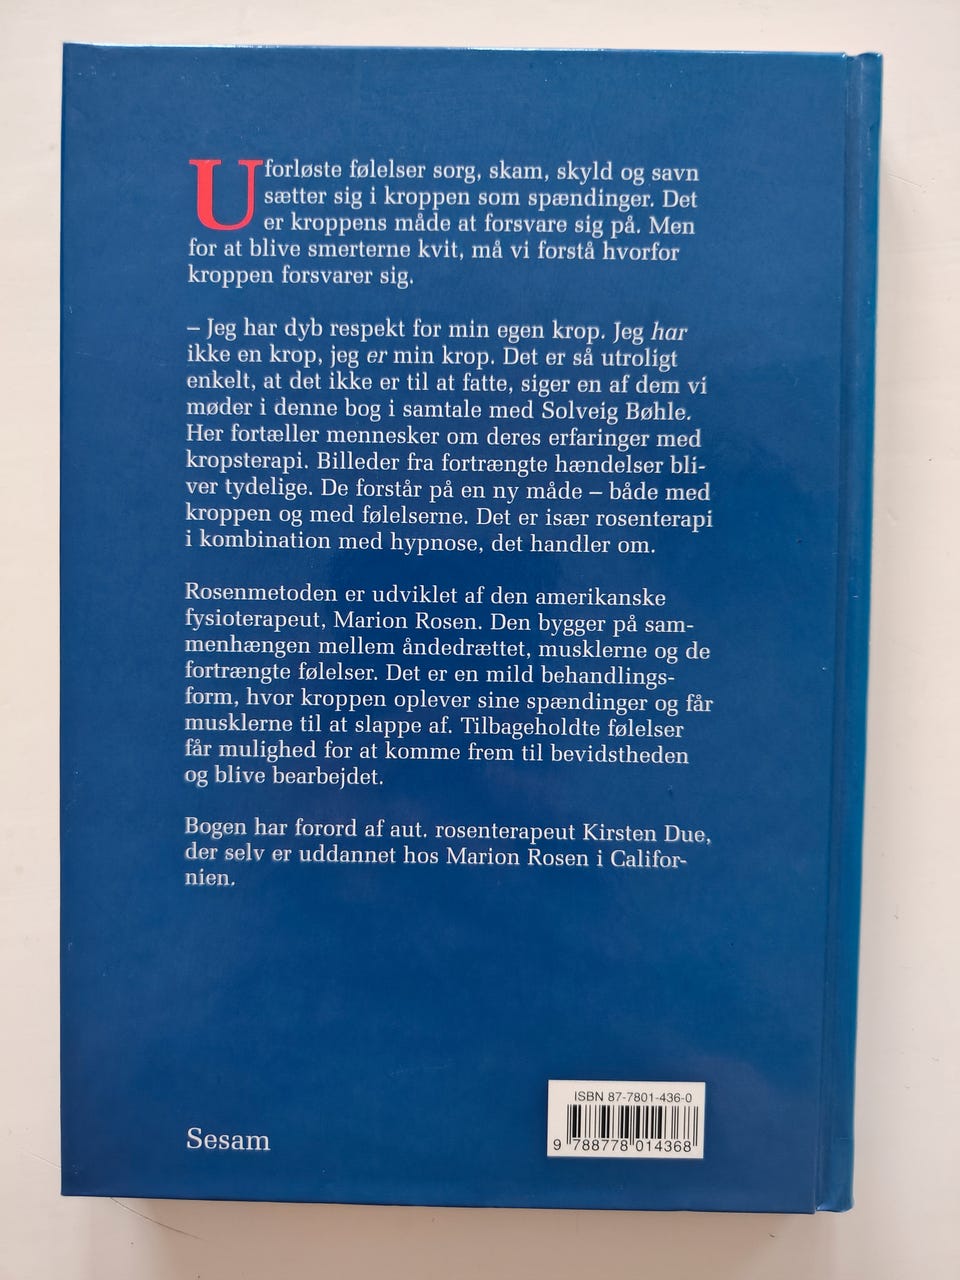 Uforløste følelser sorg, skam, skyld og savn
sætter sig i kroppen som spændinger. Det
er kroppens måde at forsvare sig på. Men
for at blive smerterne kvit, må vi forstå hvorfor
kroppen forsvarer sig.
– Jeg har dyb respekt for min egen krop. Jeg har
ikke en krop, jeg er min krop. Det er så utroligt
enkelt, at det ikke er til at fatte, siger en af dem vi
møder i denne bog i samtale med Solveig Bøhle.
Her fortæller mennesker om deres erfaringer med
kropsterapi. Billeder fra fortrængte hændelser bli-
ver tydelige. De forstår på en ny måde – både med
kroppen og med følelserne. Det er især rosenterapi
i kombination med hypnose, det handler om.
Rosenmetoden er udviklet af den amerikanske
fysioterapeut, Marion Rosen. Den bygger på sam-
menhængen mellem åndedrættet, musklerne og de
fortrængte følelser. Det er en mild behandlings-
form, hvor kroppen oplever sine spændinger og får
musklerne til at slappe af. Tilbageholdte følelser
får mulighed for at komme frem til bevidstheden
og blive bearbejdet.
Bogen har forord af aut. rosenterapeut Kirsten Due,
der selv er uddannet hos Marion Rosen i Califor-
nien.
Sesam
ISBN 87-7801-436-0
9 788778 014368